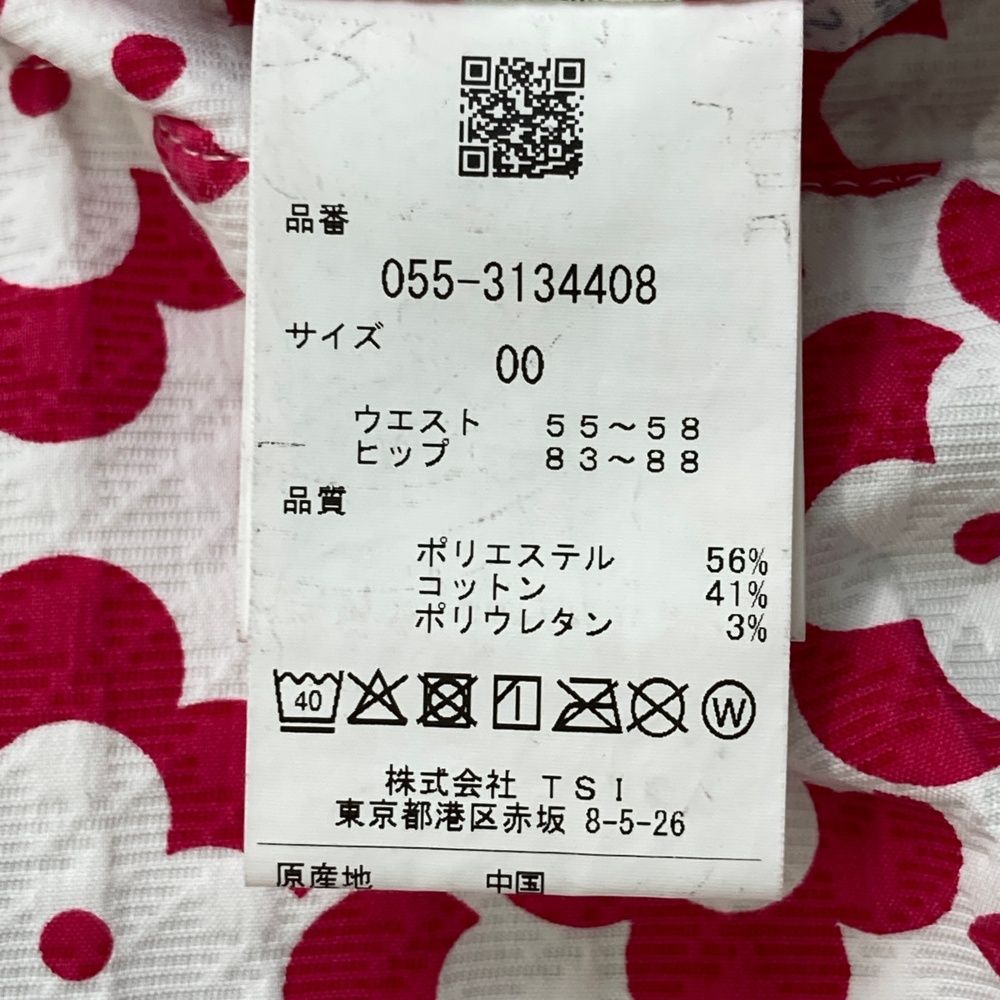 品番
055-3134408
サイズ
00
ウエスト 55～58
ヒップ 83～88
品質
ポリエステル 56%
コットン 41%
ポリウレタン 3%
40 W
株式会社 TSI
東京都港区赤坂 8-5-26
原産地 中国